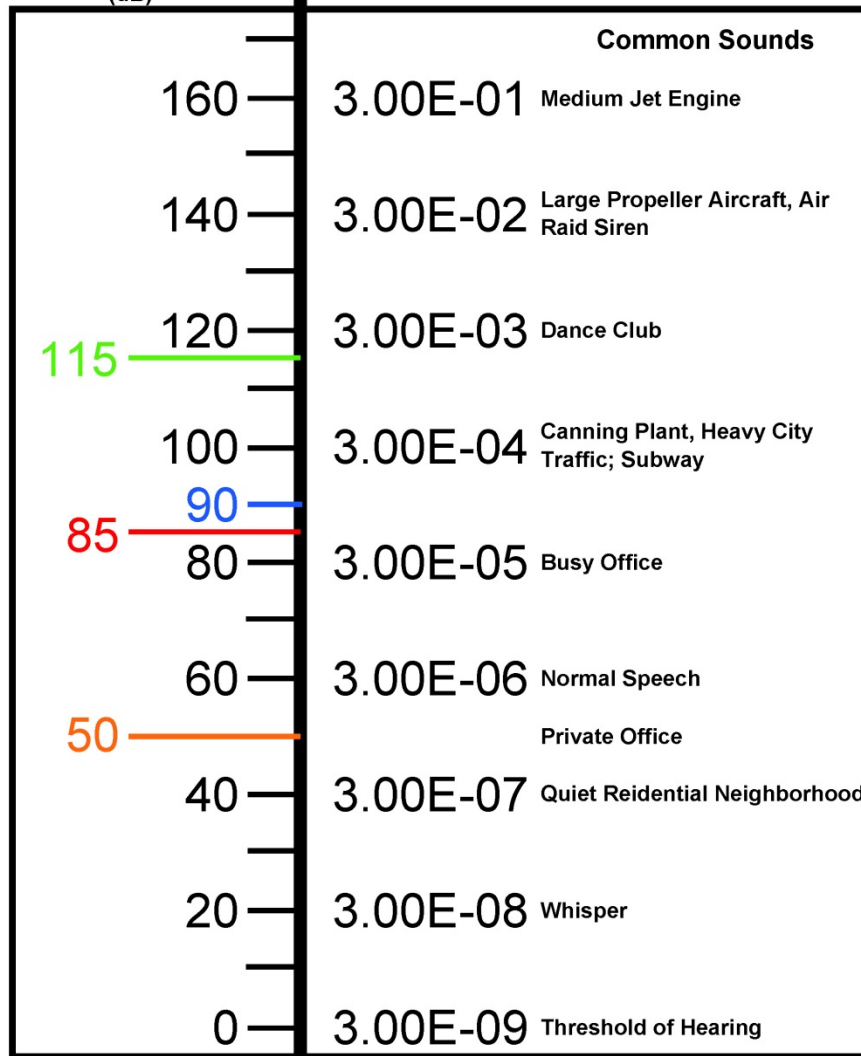 (dB)
Common Sounds
160 3.00E-01 Medium Jet Engine
140 3.00E-02 Large Propeller Aircraft, Air
Raid Siren
120 3.00E-03 Dance Club
115
100 3.00E-04 Canning Plant, Heavy City
Traffic; Subway
90
85
80 3.00E-05 Busy Office
60 3.00E-06 Normal Speech
50 Private Office
40 3.00E-07 Quiet Reidential Neighborhood
20 3.00E-08 Whisper
0 3.00E-09 Threshold of Hearing